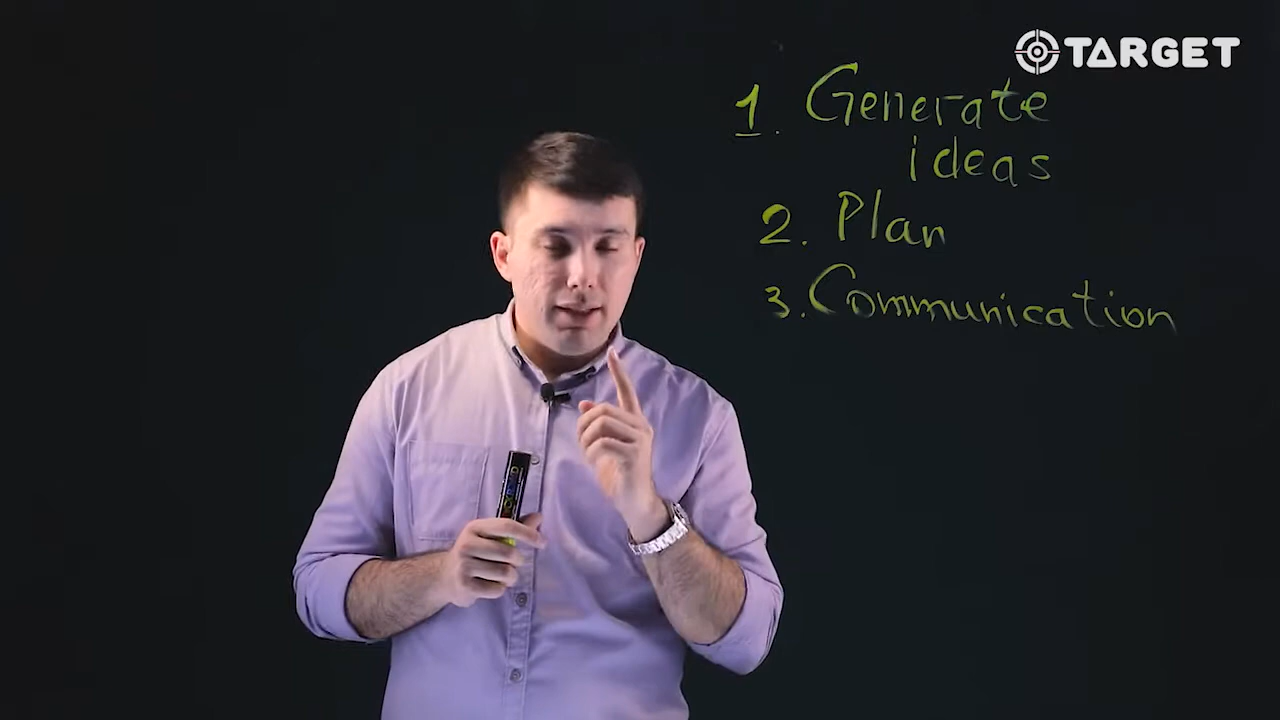 TARGET
1. Generate
ideas
2. Plan
3. Communication